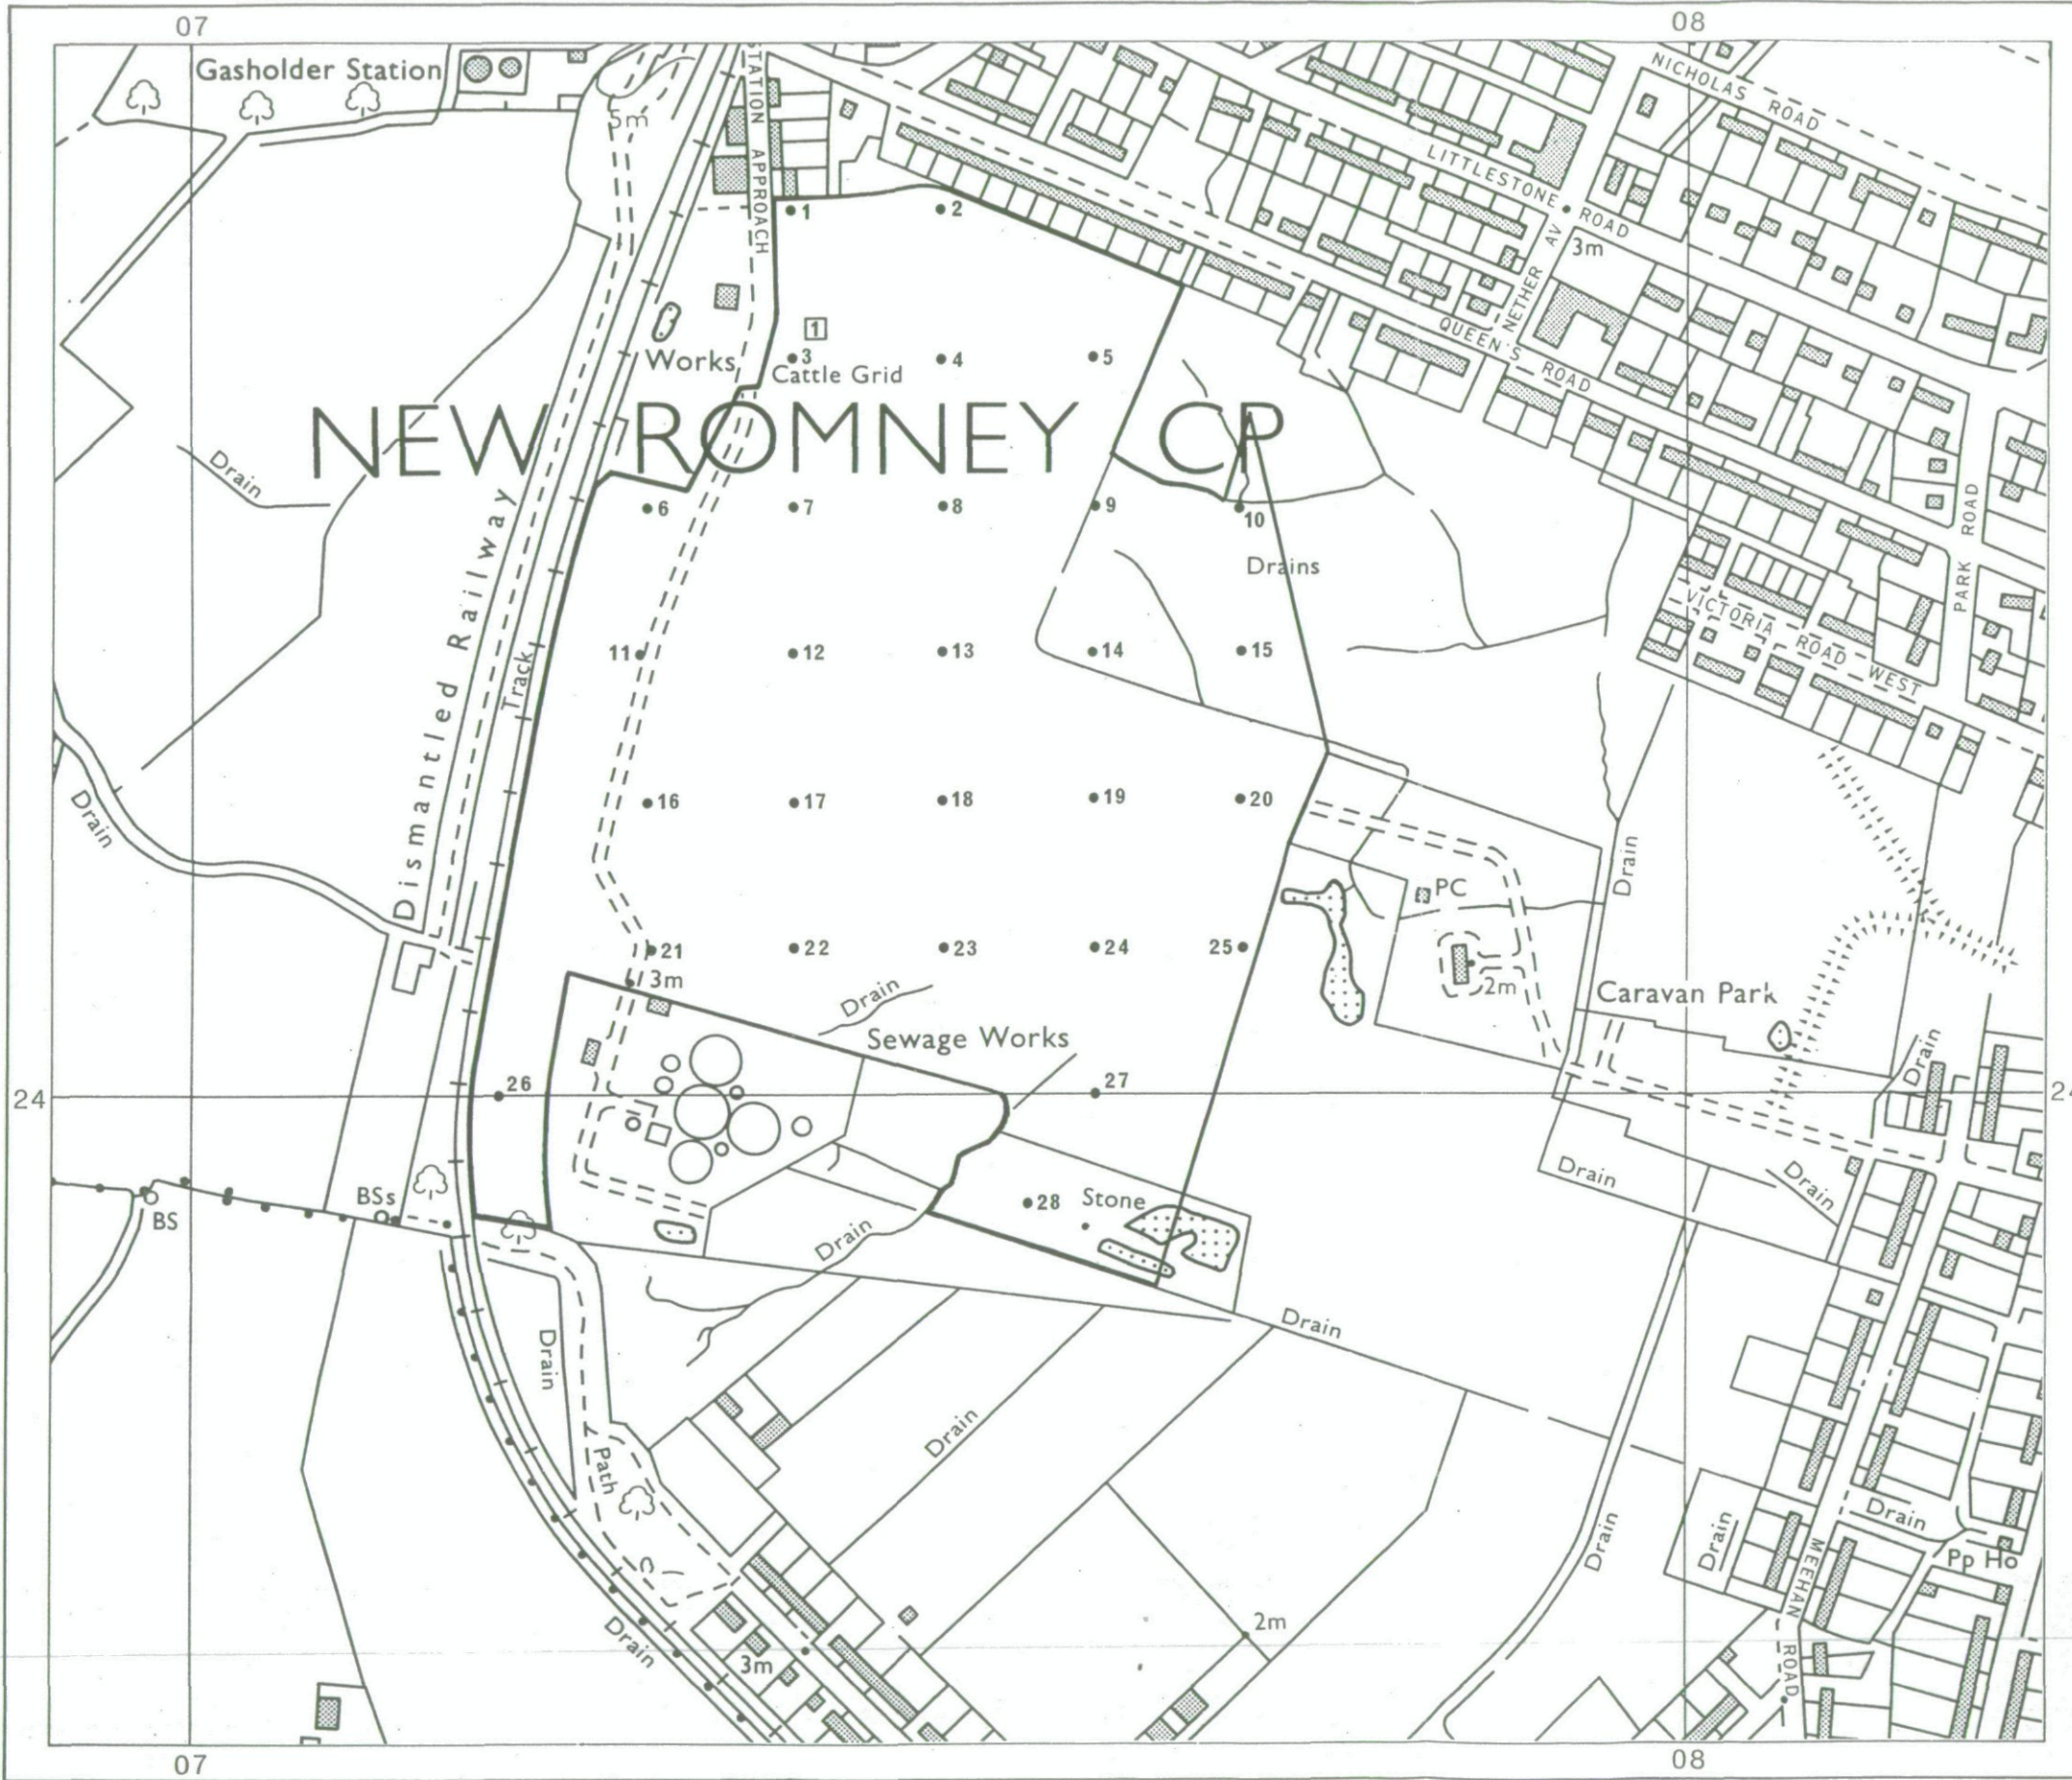 07
08
Gasholder Station
5m
STATION APPROACH
NICHOLAS ROAD
LITTLESTONE ROAD
NETHER AV
3m
QUEEN'S ROAD
1
2
1
Works
3
4
5
Cattle Grid
NEW ROMNEY CP
Drain
6
7
8
9
10
Drains
PARK ROAD
VICTORIA ROAD WEST
Dismantled Railway
Track
11
12
13
14
15
16
17
18
19
20
Drain
Drain
PC
21
22
23
24
25
3m
2m
Drain
Caravan Park
Sewage Works
Drain
24
26
27
24
BS
BSs
28
Stone
Drain
Drain
Drain
Drain
Drain
Drain
Path
Drain
Drain
Drain
Drain
MEEHAN ROAD
Pp Ho
2m
Drain
3m
07
08